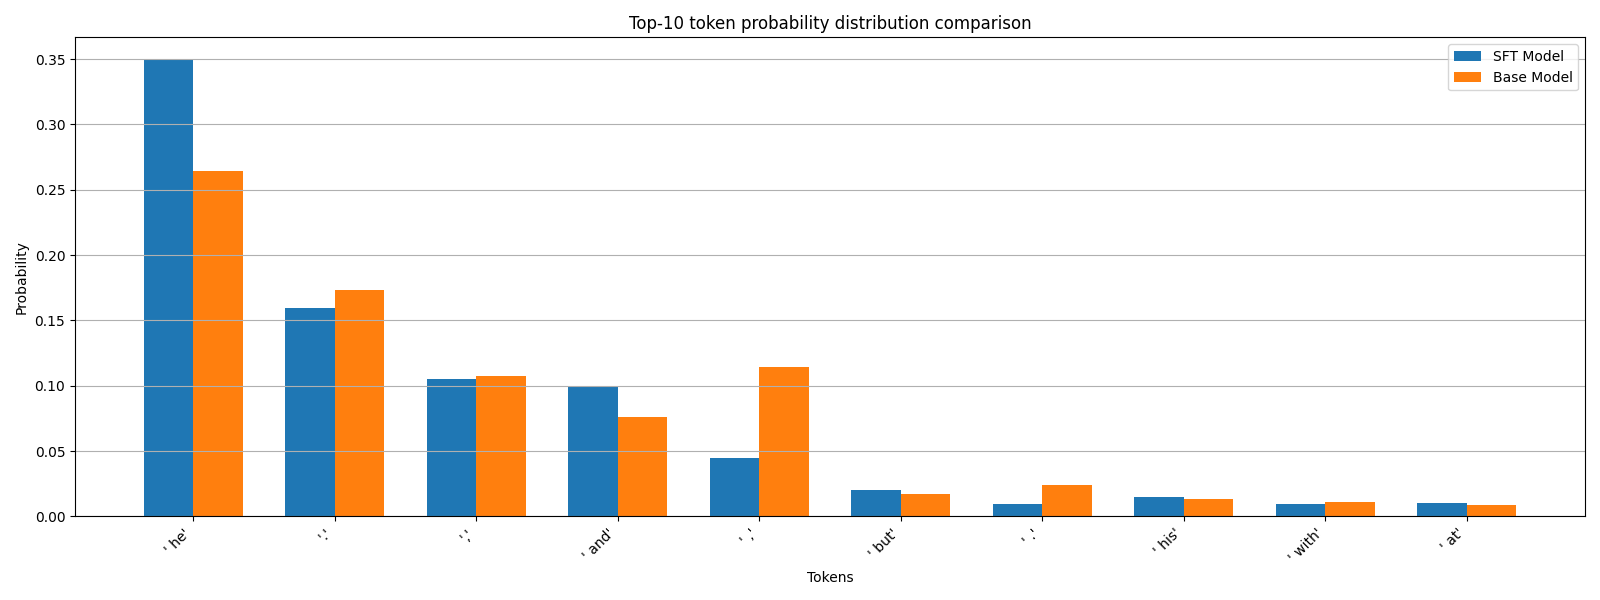 Top-10 token probability distribution comparison
SFT Model
Base Model
Probability
0.35
0.30
0.25
0.20
0.15
0.10
0.05
0.00
' he'
'.'
','
' and'
' ,'
' but'
' .'
' his'
' with'
' at'
Tokens